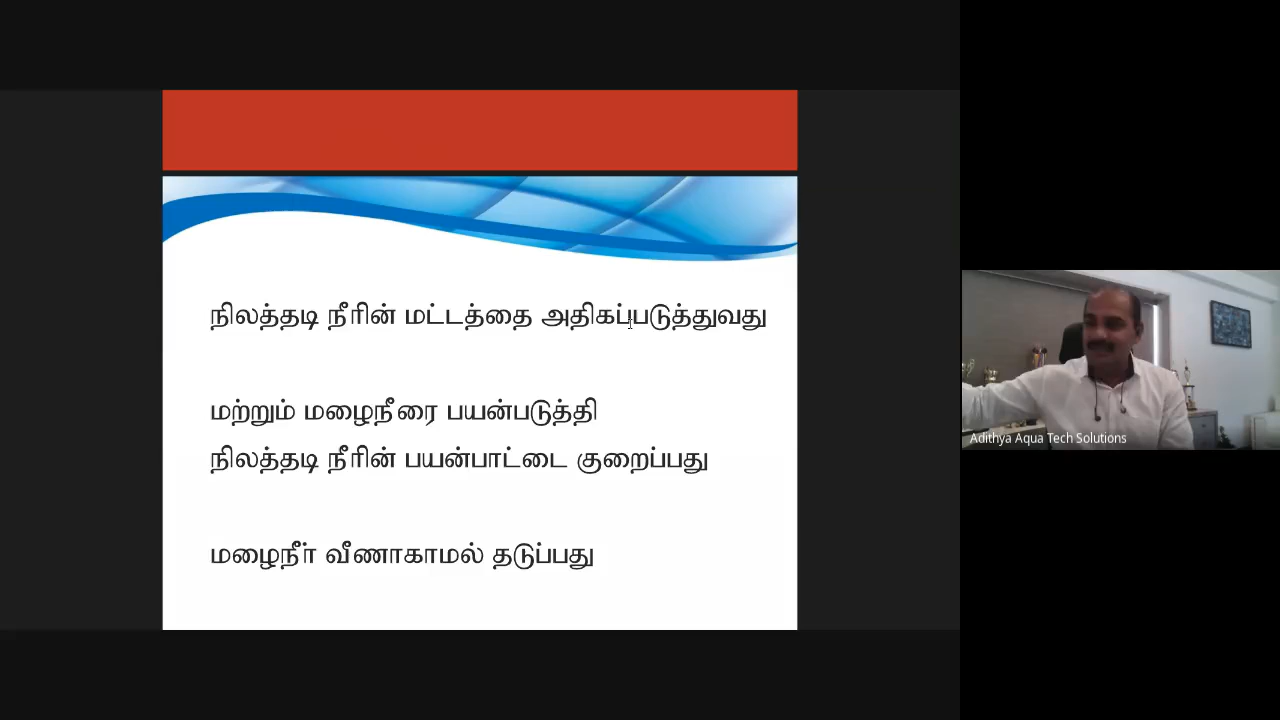 நிலத்தடி நீரின் மட்டத்தை அதிகப்படுத்துவது
மற்றும் மழைநீரை பயன்படுத்தி
நிலத்தடி நீரின் பயன்பாட்டை குறைப்பது
மழைநீர் வீணாகாமல் தடுப்பது
Adithya Aqua Tech Solutions